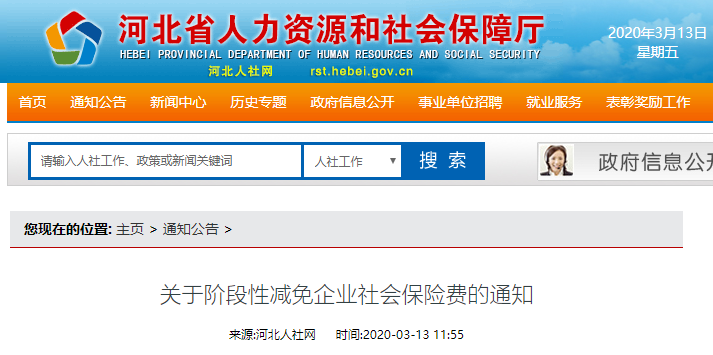 河北省人力资源和社会保障厅
HEBEI PROVINCIAL DEPARTMENT OF HUMAN RESOURCES AND SOCIAL SECURITY
河北人社网 rst.hebei.gov.cn
2020年3月13日
星期五
首页 通知公告 新闻中心 历史专题 政府信息公开 事业单位招聘 就业服务 表彰奖励工作
请输入人社工作、政策或新闻关键词 人社工作 搜 索 政府信息公开
您现在的位置: 主页 > 通知公告 >
关于阶段性减免企业社会保险费的通知
来源:河北人社网 时间:2020-03-13 11:55